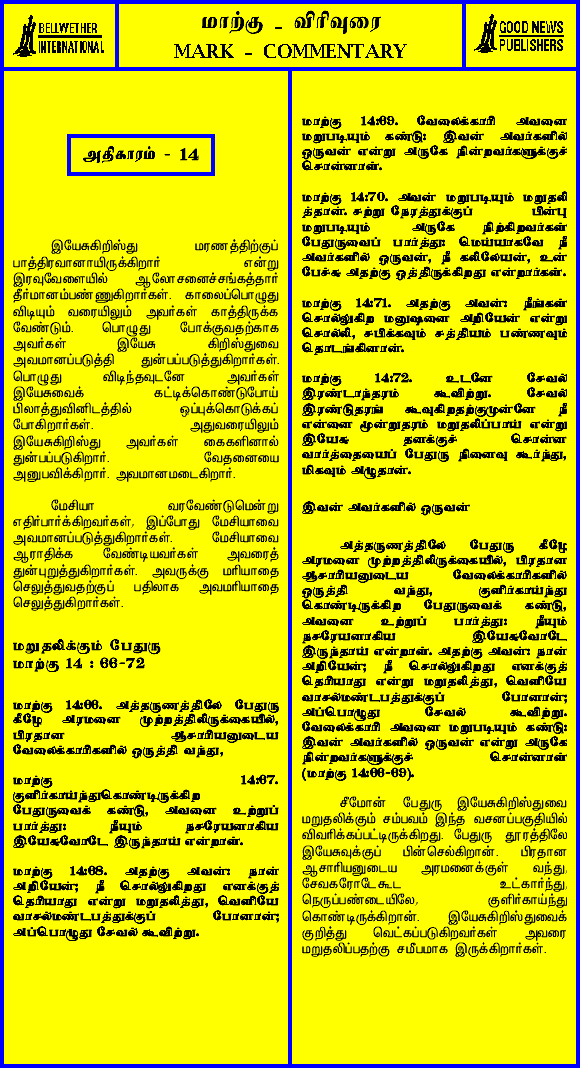 BELLWETHER
INTERNATIONAL
மாற்கு - விரிவுரை
MARK - COMMENTARY
GOOD NEWS
PUBLISHERS
அதிகாரம் - 14
இயேசுகிறிஸ்து மரணத்திற்குப்
பாத்திரவானாயிருக்கிறார் என்று
இரவுவேளையில் ஆலோசனைச்சங்கத்தார்
தீர்மானம்பண்ணுகிறார்கள். காலைப்பொழுது
விடியும் வரையிலும் அவர்கள் காத்திருக்க
வேண்டும். பொழுது போக்குவதற்காக
அவர்கள் இயேசு கிறிஸ்துவை
அவமானப்படுத்தி துன்பப்படுத்துகிறார்கள்.
பொழுது விடிந்தவுடனே அவர்கள்
இயேசுவைக் கட்டிக்கொண்டுபோய்
பிலாத்துவினிடத்தில் ஒப்புக்கொடுக்கப்
போகிறார்கள். அதுவரையிலும்
இயேசுகிறிஸ்து அவர்கள் கைகளினால்
துன்பப்படுகிறார். வேதனையை
அனுபவிக்கிறார். அவமானமடைகிறார்.
மேசியா வரவேண்டுமென்று
எதிர்பார்க்கிறவர்கள், இப்போது மேசியாவை
அவமானப்படுத்துகிறார்கள். மேசியாவை
ஆராதிக்க வேண்டியவர்கள் அவரைத்
துன்புறுத்துகிறார்கள். அவருக்கு மரியாதை
செலுத்துவதற்குப் பதிலாக அவமரியாதை
செலுத்துகிறார்கள்.
மறுதலிக்கும் பேதுரு
மாற்கு 14 : 66-72
மாற்கு 14:66. அத்தருணத்திலே பேதுரு
கீழே அரமனை முற்றத்திலிருக்கையில்,
பிரதான ஆசாரியனுடைய
வேலைக்காரிகளில் ஒருத்தி வந்து,
மாற்கு 14:67.
குளிர்காய்ந்துகொண்டிருக்கிற
பேதுருவைக் கண்டு, அவனை உற்றுப்
பார்த்து: நீயும் நசரேயனாகிய
இயேசுவோடே இருந்தாய் என்றாள்.
மாற்கு 14:68. அதற்கு அவன்: நான்
அறியேன்; நீ சொல்லுகிறது எனக்குத்
தெரியாது என்று மறுதலித்து, வெளியே
வாசல்மண்டபத்துக்குப் போனான்;
அப்பொழுது சேவல் கூவிற்று.
மாற்கு 14:69. வேலைக்காரி அவனை
மறுபடியும் கண்டு: இவன் அவர்களில்
ஒருவன் என்று அருகே நின்றவர்களுக்குச்
சொன்னாள்.
மாற்கு 14:70. அவன் மறுபடியும் மறுதலி
த்தான். சற்று நேரத்துக்குப் பின்பு
மறுபடியும் அருகே நிற்கிறவர்கள்
பேதுருவைப் பார்த்து: மெய்யாகவே நீ
அவர்களில் ஒருவன், நீ கலிலேயன், உன்
பேச்சு அதற்கு ஒத்திருக்கிறது என்றார்கள்.
மாற்கு 14:71. அதற்கு அவன்: நீங்கள்
சொல்லுகிற மனுஷனை அறியேன் என்று
சொல்லி, சபிக்கவும் சத்தியம் பண்ணவும்
தொடங்கினான்.
மாற்கு 14:72. உடனே சேவல்
இரண்டாந்தரம் கூவிற்று. சேவல்
இரண்டுதரங் கூவுகிறதற்குமுன்னே நீ
என்னை மூன்றுதரம் மறுதலிப்பாய் என்று
இயேசு தனக்குச் சொன்ன
வார்த்தையைப் பேதுரு நினைவு கூர்ந்து,
மிகவும் அழுதான்.
இவன் அவர்களில் ஒருவன்
அத்தருணத்திலே பேதுரு கீழே
அரமனை முற்றத்திலிருக்கையில், பிரதான
ஆசாரியனுடைய வேலைக்காரிகளில்
ஒருத்தி வந்து, குளிர்காய்ந்து
கொண்டிருக்கிற பேதுருவைக் கண்டு,
அவனை உற்றுப் பார்த்து: நீயும்
நசரேயனாகிய இயேசுவோடே
இருந்தாய் என்றாள். அதற்கு அவன்: நான்
அறியேன்; நீ சொல்லுகிறது எனக்குத்
தெரியாது என்று மறுதலித்து, வெளியே
வாசல்மண்டபத்துக்குப் போனான்;
அப்பொழுது சேவல் கூவிற்று.
வேலைக்காரி அவனை மறுபடியும் கண்டு:
இவன் அவர்களில் ஒருவன் என்று அருகே
நின்றவர்களுக்குச் சொன்னாள்
(மாற்கு 14:66-69).
சீமோன் பேதுரு இயேசுகிறிஸ்துவை
மறுதலிக்கும் சம்பவம் இந்த வசனப்பகுதியில்
விவரிக்கப்பட்டிருக்கிறது. பேதுரு தூரத்திலே
இயேசுவுக்குப் பின்செல்கிறான். பிரதான
ஆசாரியனுடைய அரமனைக்குள் வந்து,
சேவகரோடேகூட உட்கார்ந்து,
நெருப்பண்டையிலே, குளிர்காய்ந்து
கொண்டிருக்கிறான். இயேசுகிறிஸ்துவைக்
குறித்து வெட்கப்படுகிறவர்கள் அவரை
மறுதலிப்பதற்கு சமீபமாக இருக்கிறார்கள்.